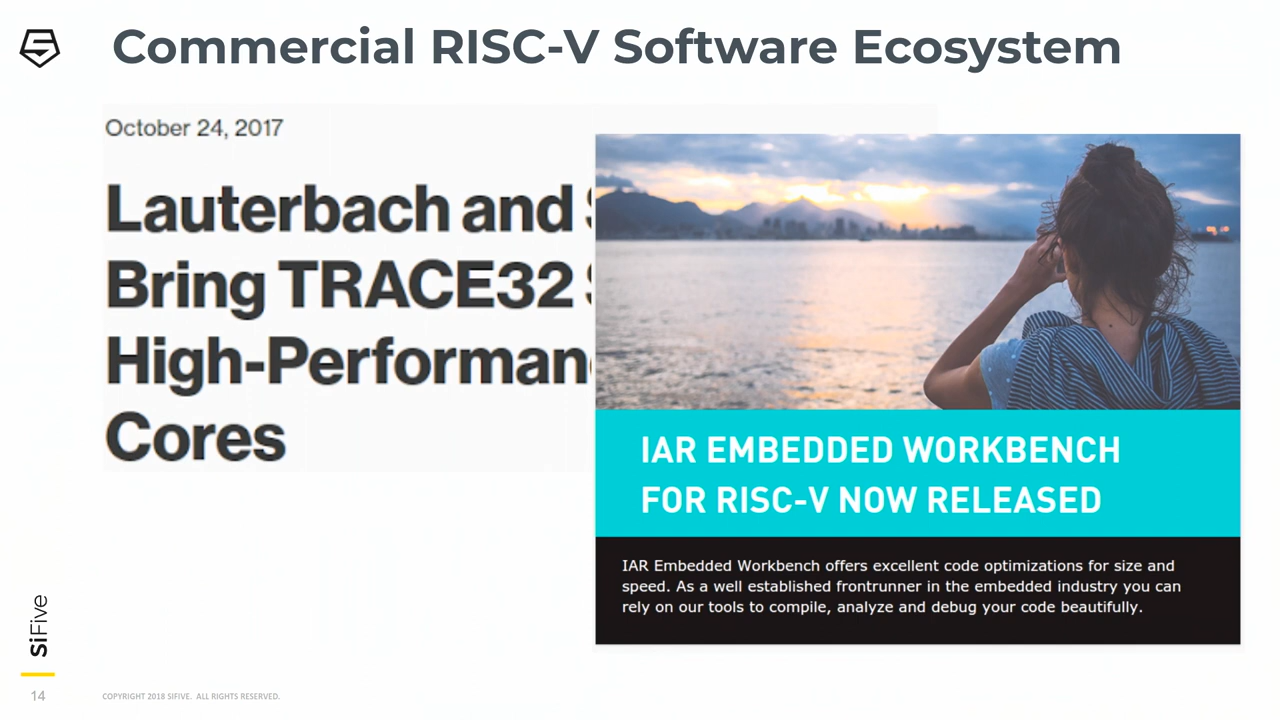 Commercial RISC-V Software Ecosystem
October 24, 2017
Lauterbach and
Bring TRACE32
High-Performan
Cores
IAR EMBEDDED WORKBENCH
FOR RISC-V NOW RELEASED
IAR Embedded Workbench offers excellent code optimizations for size and
speed. As a well established frontrunner in the embedded industry you can
rely on our tools to compile, analyze and debug your code beautifully.
SiFive
14
COPYRIGHT 2018 SIFIVE. ALL RIGHTS RESERVED.